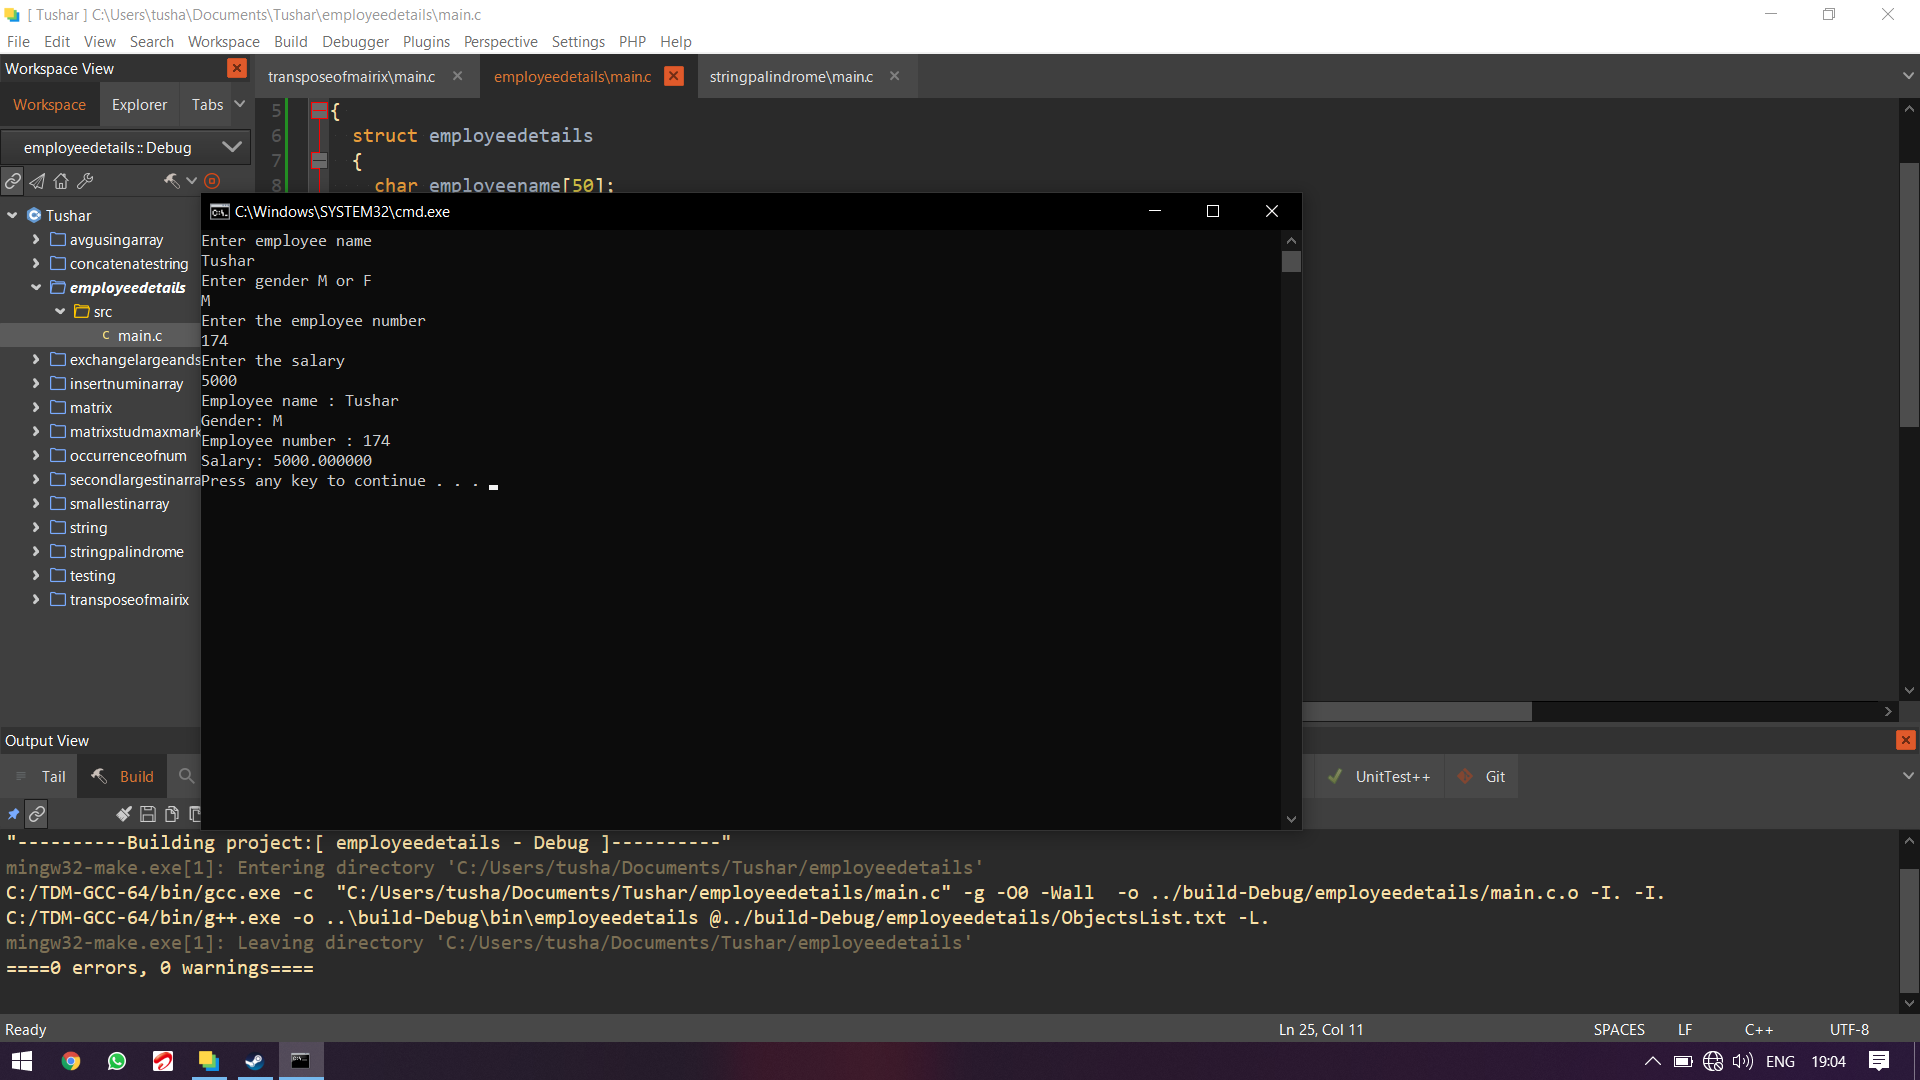 [ Tushar ] C:\Users\tusha\Documents\Tushar\employeedetails\main.c
File Edit View Search Workspace Build Debugger Plugins Perspective Settings PHP Help
Workspace View
transposeofmairix\main.c employeedetails\main.c stringpalindrome\main.c
Workspace Explorer Tabs
employeedetails :: Debug
5 {
6 struct employeedetails
7 {
8 char employeename[50];
Tushar
avgusingarray
concatenatestring
employeedetails
src
main.c
exchangelargeands
insertnuminarray
matrix
matrixstudmaxmark
occurrenceofnum
secondlargestinarra
smallestinarray
string
stringpalindrome
testing
transposeofmairix
C:\Windows\SYSTEM32\cmd.exe
Enter employee name
Tushar
Enter gender M or F
M
Enter the employee number
174
Enter the salary
5000
Employee name : Tushar
Gender: M
Employee number : 174
Salary: 5000.000000
Press any key to continue . . .
Output View
Tail Build UnitTest++ Git
"----------Building project:[ employeedetails - Debug ]----------"
mingw32-make.exe[1]: Entering directory 'C:/Users/tusha/Documents/Tushar/employeedetails'
C:/TDM-GCC-64/bin/gcc.exe -c  "C:/Users/tusha/Documents/Tushar/employeedetails/main.c" -g -O0 -Wall  -o ../build-Debug/employeedetails/main.c.o -I. -I.
C:/TDM-GCC-64/bin/g++.exe -o ..\build-Debug\bin\employeedetails @../build-Debug/employeedetails/ObjectsList.txt -L.
mingw32-make.exe[1]: Leaving directory 'C:/Users/tusha/Documents/Tushar/employeedetails'
====0 errors, 0 warnings====
Ready Ln 25, Col 11 SPACES LF C++ UTF-8
ENG 19:04